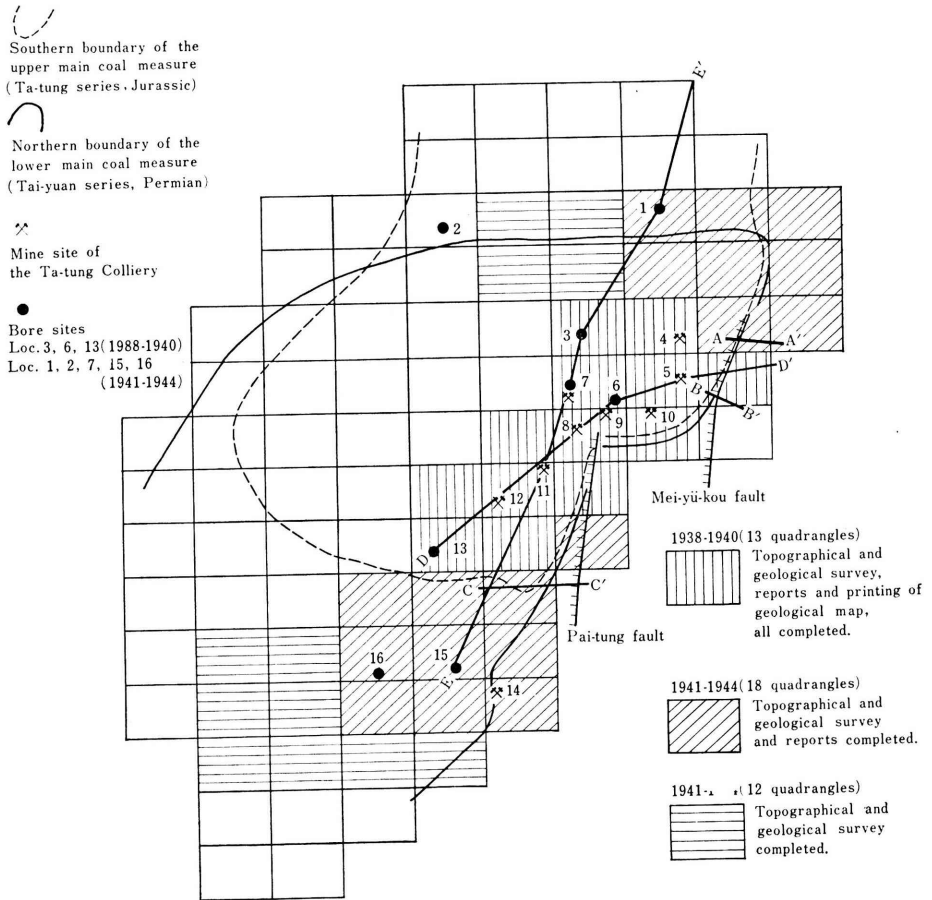 Southern boundary of the
upper main coal measure
(Ta-tung series, Jurassic)
Northern boundary of the
lower main coal measure
(Tai-yuan series, Permian)
Mine site of
the Ta-tung Colliery
Bore sites
Loc. 3, 6, 13(1988-1940)
Loc. 1, 2, 7, 15, 16
(1941-1944)
E'
1
2
3
4
A
A'
D'
7
6
5
B
B'
8
9
10
11
12
Mei-yü-kou fault
D
13
C
C'
Pai-tung fault
16
15
E
14
1938-1940(13 quadrangles)
Topographical and
geological survey,
reports and printing of
geological map,
all completed.
1941-1944(18 quadrangles)
Topographical and
geological survey
and reports completed.
1941- (12 quadrangles)
Topographical and
geological survey
completed.